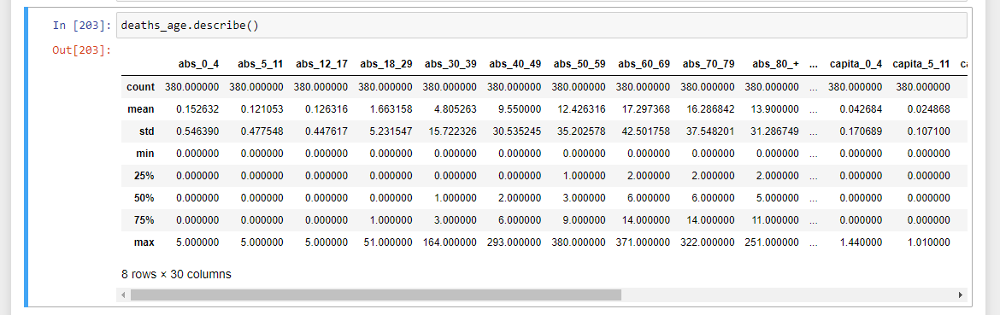 In [203]: deaths_age.describe()
Out[203]:
abs_0_4 abs_5_11 abs_12_17 abs_18_29 abs_30_39 abs_40_49 abs_50_59 abs_60_69 abs_70_79 abs_80_+ ... capita_0_4 capita_5_11 ca
count 380.000000 380.000000 380.000000 380.000000 380.000000 380.000000 380.000000 380.000000 380.000000 380.000000 ... 380.000000 380.000000
mean 0.152632 0.121053 0.126316 1.663158 4.805263 9.550000 12.426316 17.297368 16.286842 13.900000 ... 0.042684 0.024868
std 0.546390 0.477548 0.447617 5.231547 15.722326 30.535245 35.202578 42.501758 37.548201 31.286749 ... 0.170689 0.107100
min 0.000000 0.000000 0.000000 0.000000 0.000000 0.000000 0.000000 0.000000 0.000000 0.000000 ... 0.000000 0.000000
25% 0.000000 0.000000 0.000000 0.000000 0.000000 0.000000 1.000000 2.000000 2.000000 2.000000 ... 0.000000 0.000000
50% 0.000000 0.000000 0.000000 0.000000 1.000000 2.000000 3.000000 6.000000 6.000000 5.000000 ... 0.000000 0.000000
75% 0.000000 0.000000 0.000000 1.000000 3.000000 6.000000 9.000000 14.000000 14.000000 11.000000 ... 0.000000 0.000000
max 5.000000 5.000000 5.000000 51.000000 164.000000 293.000000 380.000000 371.000000 322.000000 251.000000 ... 1.440000 1.010000
8 rows × 30 columns